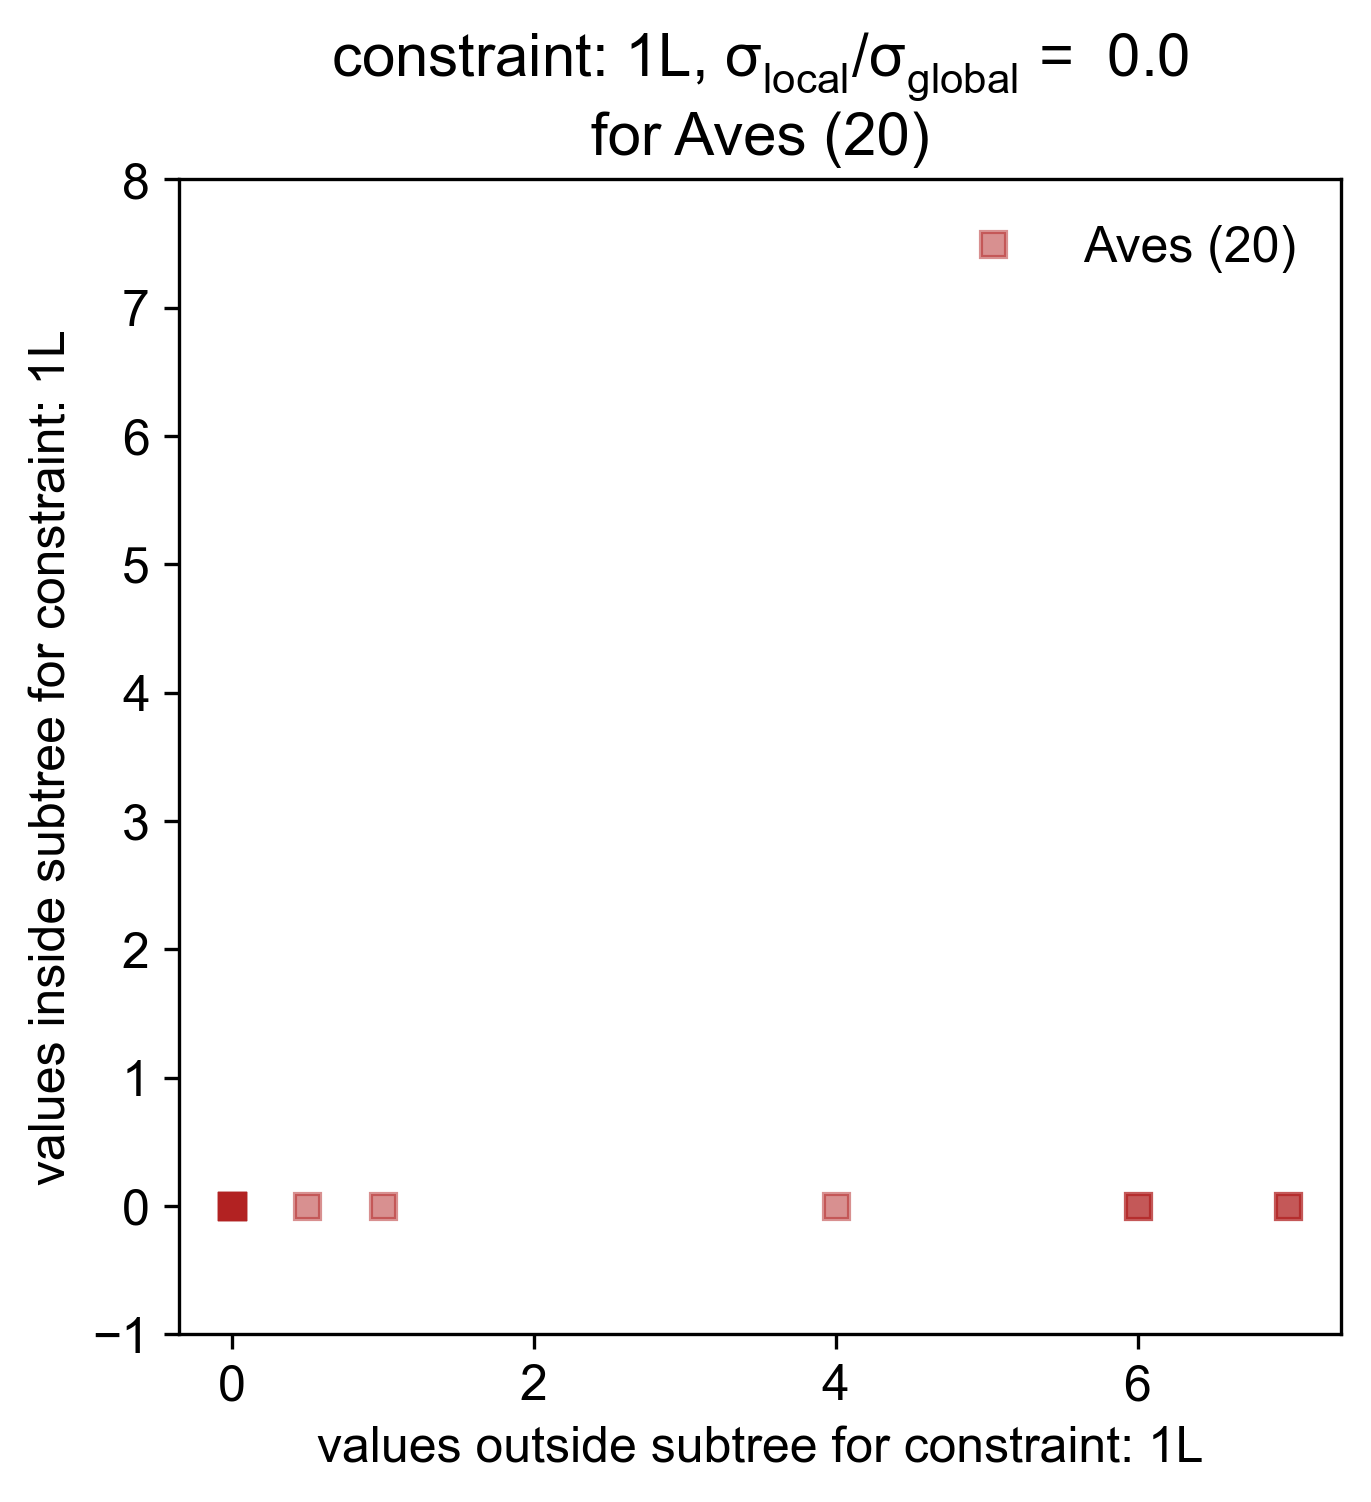 constraint: 1L, σlocal/σglobal = 0.0
for Aves (20)
8
Aves (20)
7
6
5
4
3
2
1
0
−1
values inside subtree for constraint: 1L
0 2 4 6
values outside subtree for constraint: 1L